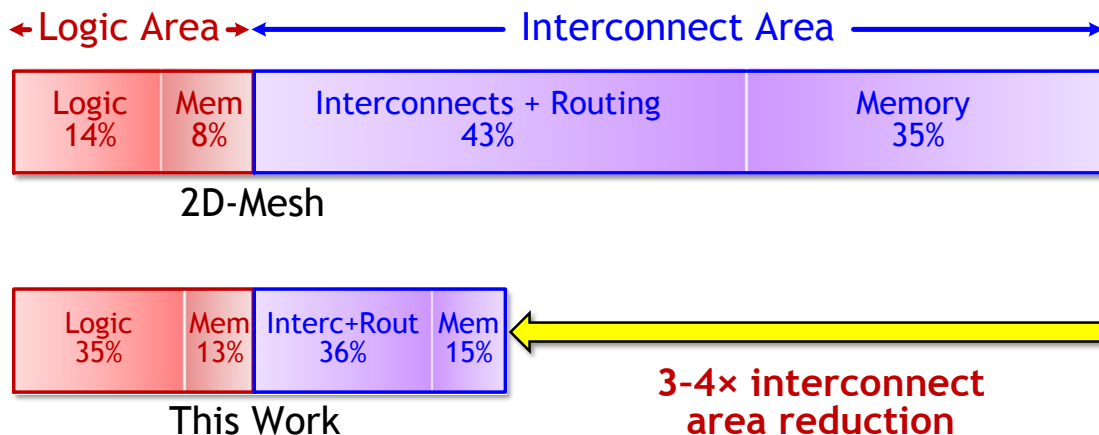 Logic Area
Interconnect Area
Logic
14%
Mem
8%
Interconnects + Routing
43%
Memory
35%
2D-Mesh
Logic
35%
Mem
13%
Interc+Rout
36%
Mem
15%
3–4× interconnect
area reduction
This Work